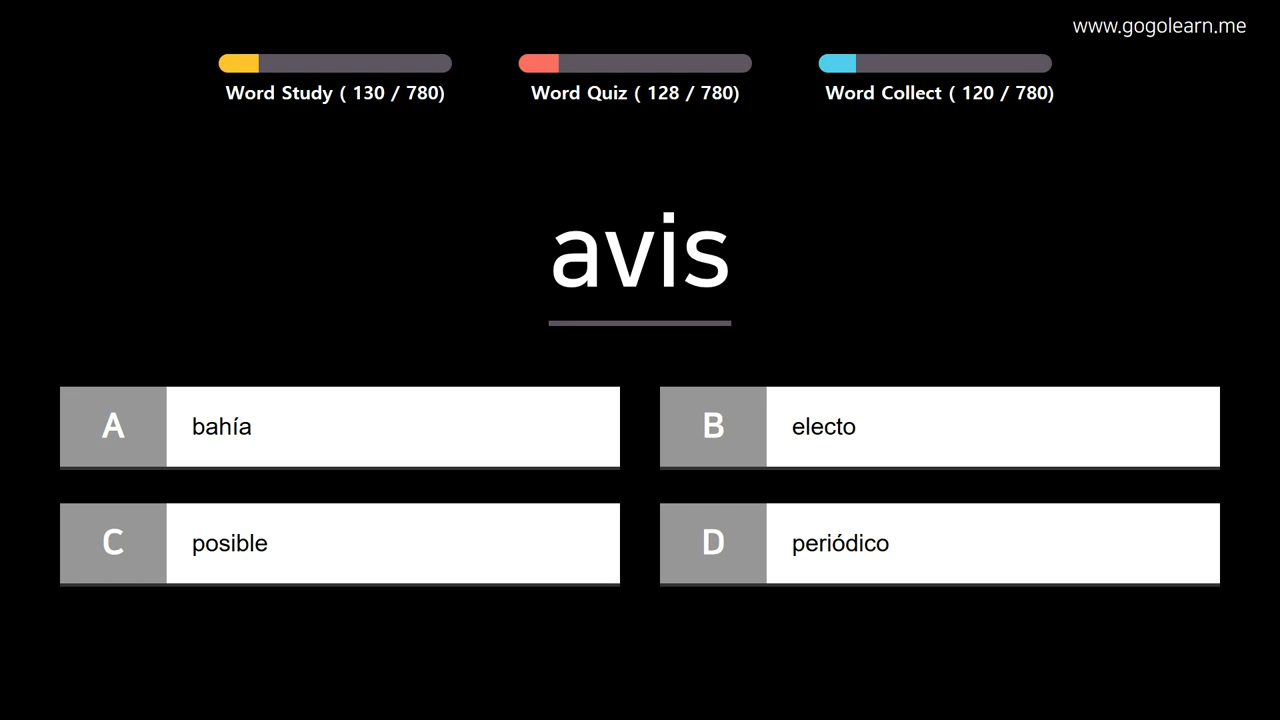 www.gogolearn.me
Word Study ( 130 / 780)
Word Quiz ( 128 / 780)
Word Collect ( 120 / 780)
avis
A bahía
B electo
C posible
D periódico